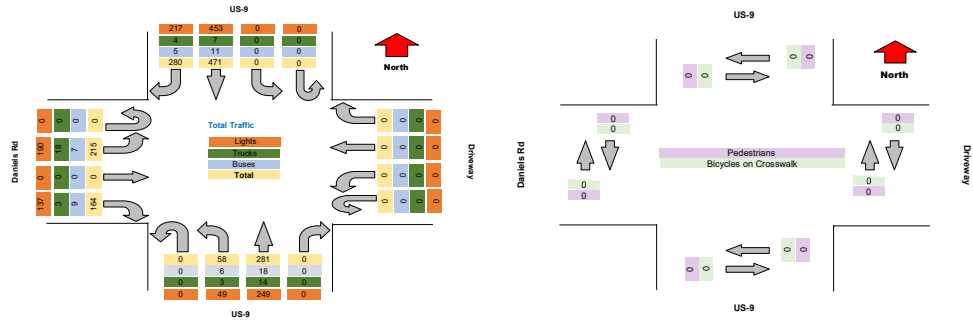 US-9
217 453 0 0
4 7 0 0
5 11 0 0
280 471 0 0
North
Daniels Rd
0 0 0 0
190 18 7 215
0 0 0 0
137 3 9 164
Total Traffic
Lights
Trucks
Buses
Total
0 0 0 0
0 0 0 0
0 0 0 0
0 0 0 0
Driveway
0 58 281 0
0 6 18 0
0 3 14 0
0 49 249 0
US-9
US-9
0 0
0 0
North
Daniels Rd
0
0
0
0
Pedestrians
Bicycles on Crosswalk
0
0
0
0
Driveway
0 0
0 0
US-9